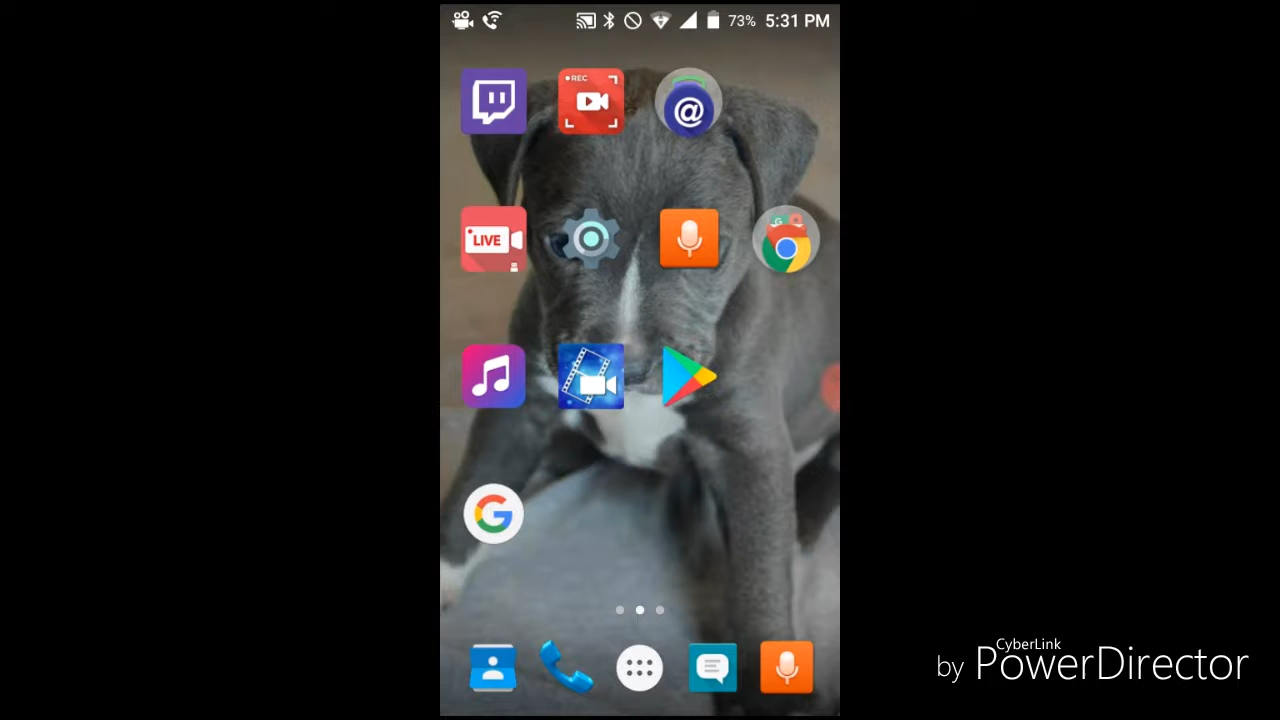 73% 5:31 PM
REC
@
LIVE
G
G
CyberLink
by PowerDirector